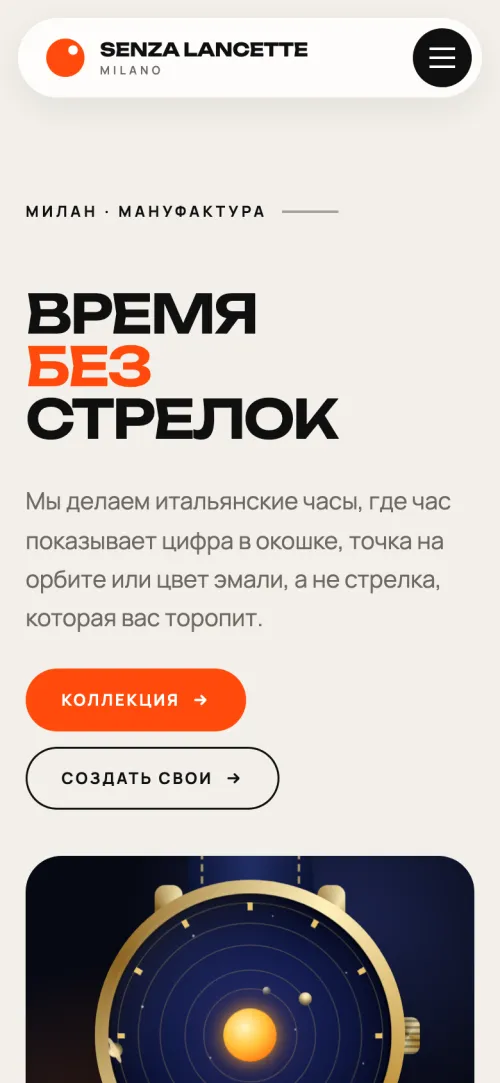 SENZA LANCETTE
MILANO
МИЛАН · МАНУФАКТУРА
ВРЕМЯ
БЕЗ
СТРЕЛОК
Мы делаем итальянские часы, где час
показывает цифра в окошке, точка на
орбите или цвет эмали, а не стрелка,
которая вас торопит.
КОЛЛЕКЦИЯ →
СОЗДАТЬ СВОИ →